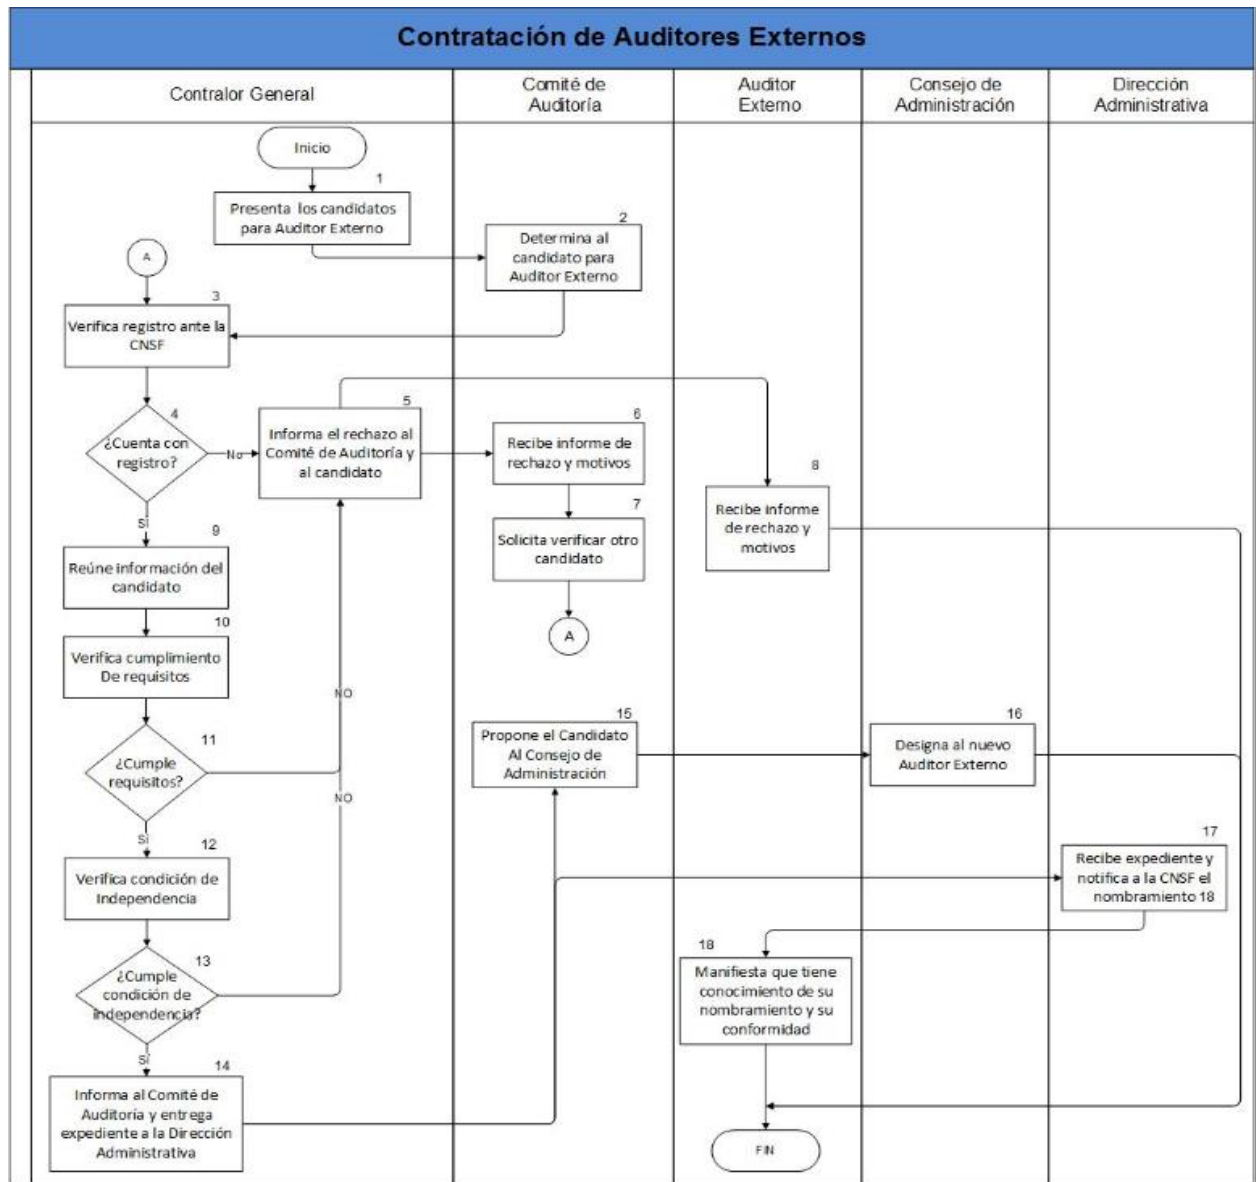 Contratación de Auditores Externos
Contralor General
Comité de
Auditoría
Auditor
Externo
Consejo de
Administración
Dirección
Administrativa
Inicio
1
Presenta los candidatos
para Auditor Externo
2
Determina al
candidato para
Auditor Externo
A
3
Verifica registro ante la
CNSF
4
¿Cuenta con
registro?
No
5
Informa el rechazo al
Comité de Auditoría y
al candidato
6
Recibe informe de
rechazo y motivos
7
Solicita verificar otro
candidato
A
8
Recibe informe
de rechazo y
motivos
SÍ
9
Reúne información del
candidato
10
Verifica cumplimiento
De requisitos
11
¿Cumple
requisitos?
NO
SÍ
12
Verifica condición de
Independencia
13
¿Cumple
condición de
independencia?
NO
SÍ
14
Informa al Comité de
Auditoría y entrega
expediente a la Dirección
Administrativa
15
Propone el Candidato
Al Consejo de
Administración
16
Designa al nuevo
Auditor Externo
17
Recibe expediente y
notifica a la CNSF el
nombramiento 18
18
Manifiesta que tiene
conocimiento de su
nombramiento y su
conformidad
FIN